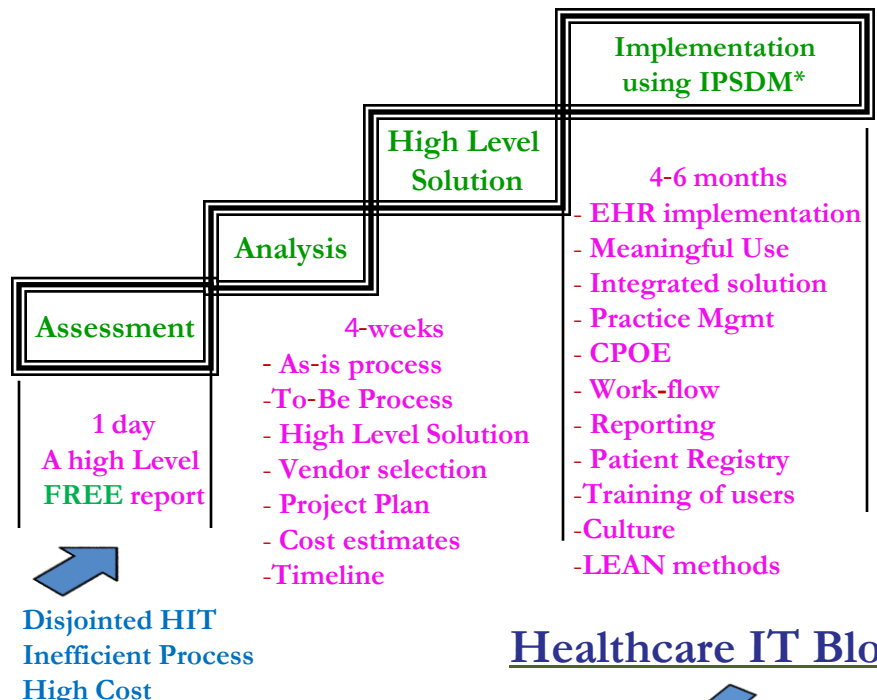 Implementation
using IPSDM*
High Level
Solution
Analysis
Assessment
1 day
A high Level
FREE report
4-weeks
- As-is process
-To-Be Process
- High Level Solution
- Vendor selection
- Project Plan
- Cost estimates
-Timeline
4-6 months
- EHR implementation
- Meaningful Use
- Integrated solution
- Practice Mgmt
- CPOE
- Work-flow
- Reporting
- Patient Registry
-Training of users
-Culture
-LEAN methods
Disjointed HIT
Inefficient Process
High Cost
Healthcare IT Blo